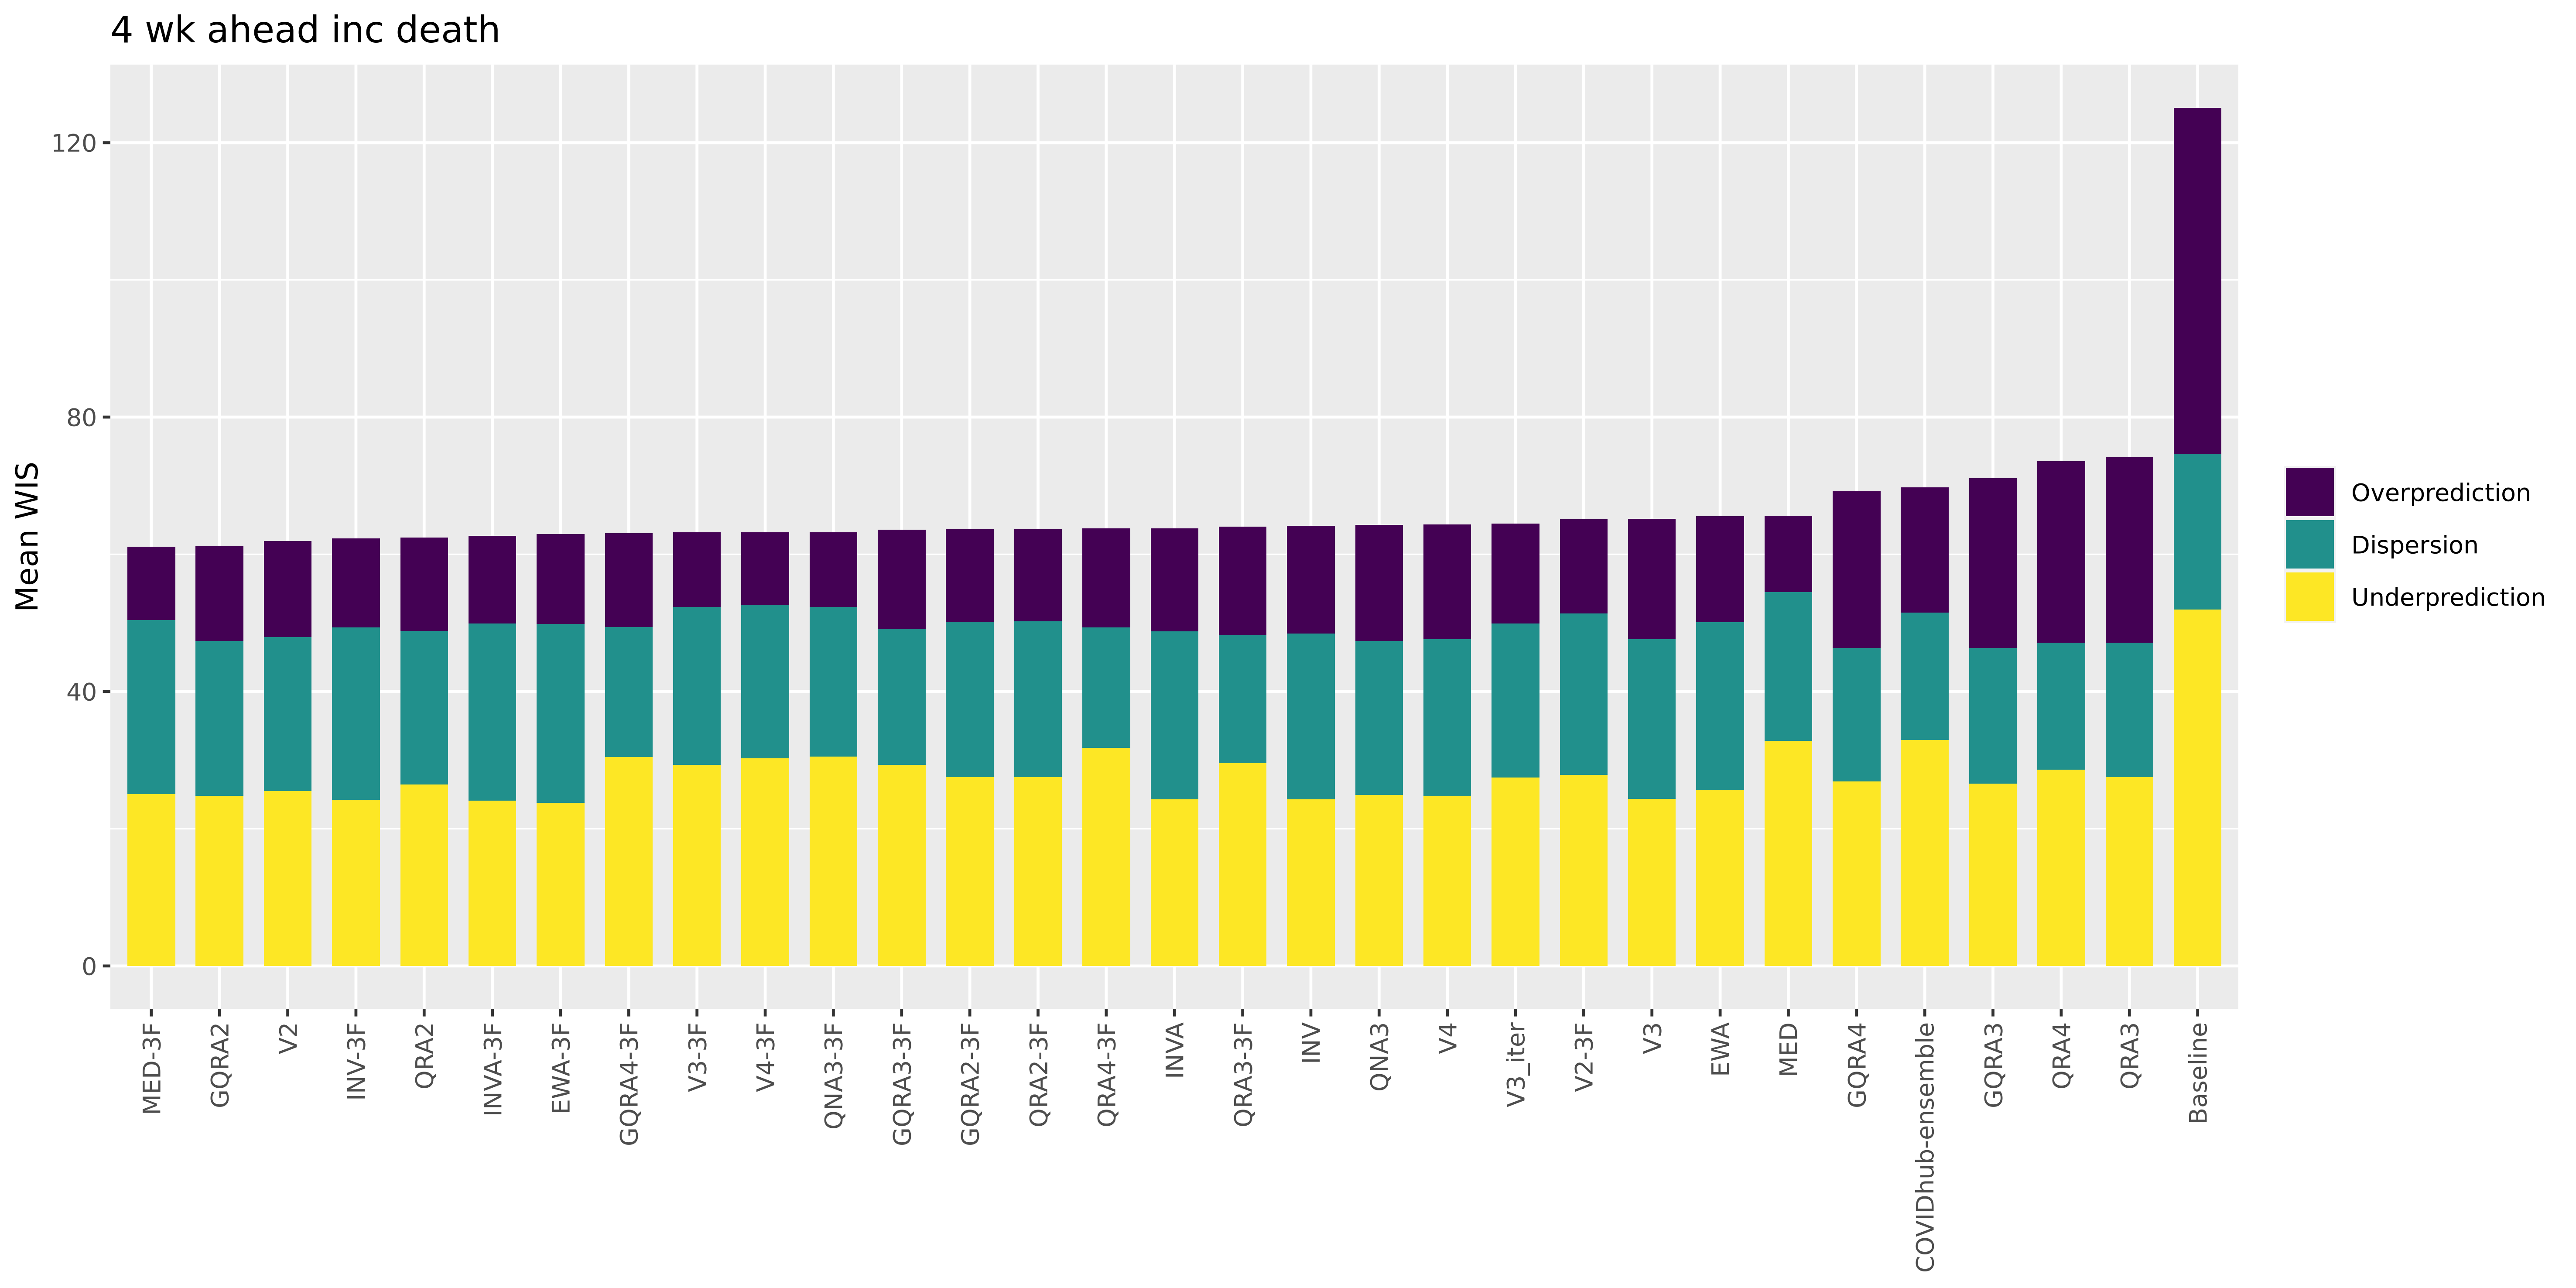 4 wk ahead inc death
Mean WIS
120
80
40
0
MED-3F
GQRA2
V2
INV-3F
QRA2
INVA-3F
EWA-3F
GQRA4-3F
V3-3F
V4-3F
QNA3-3F
GQRA3-3F
GQRA2-3F
QRA2-3F
QRA4-3F
INVA
QRA3-3F
INV
QNA3
V4
V3_iter
V2-3F
V3
EWA
MED
GQRA4
COVIDhub-ensemble
GQRA3
QRA4
QRA3
Baseline
Overprediction
Dispersion
Underprediction